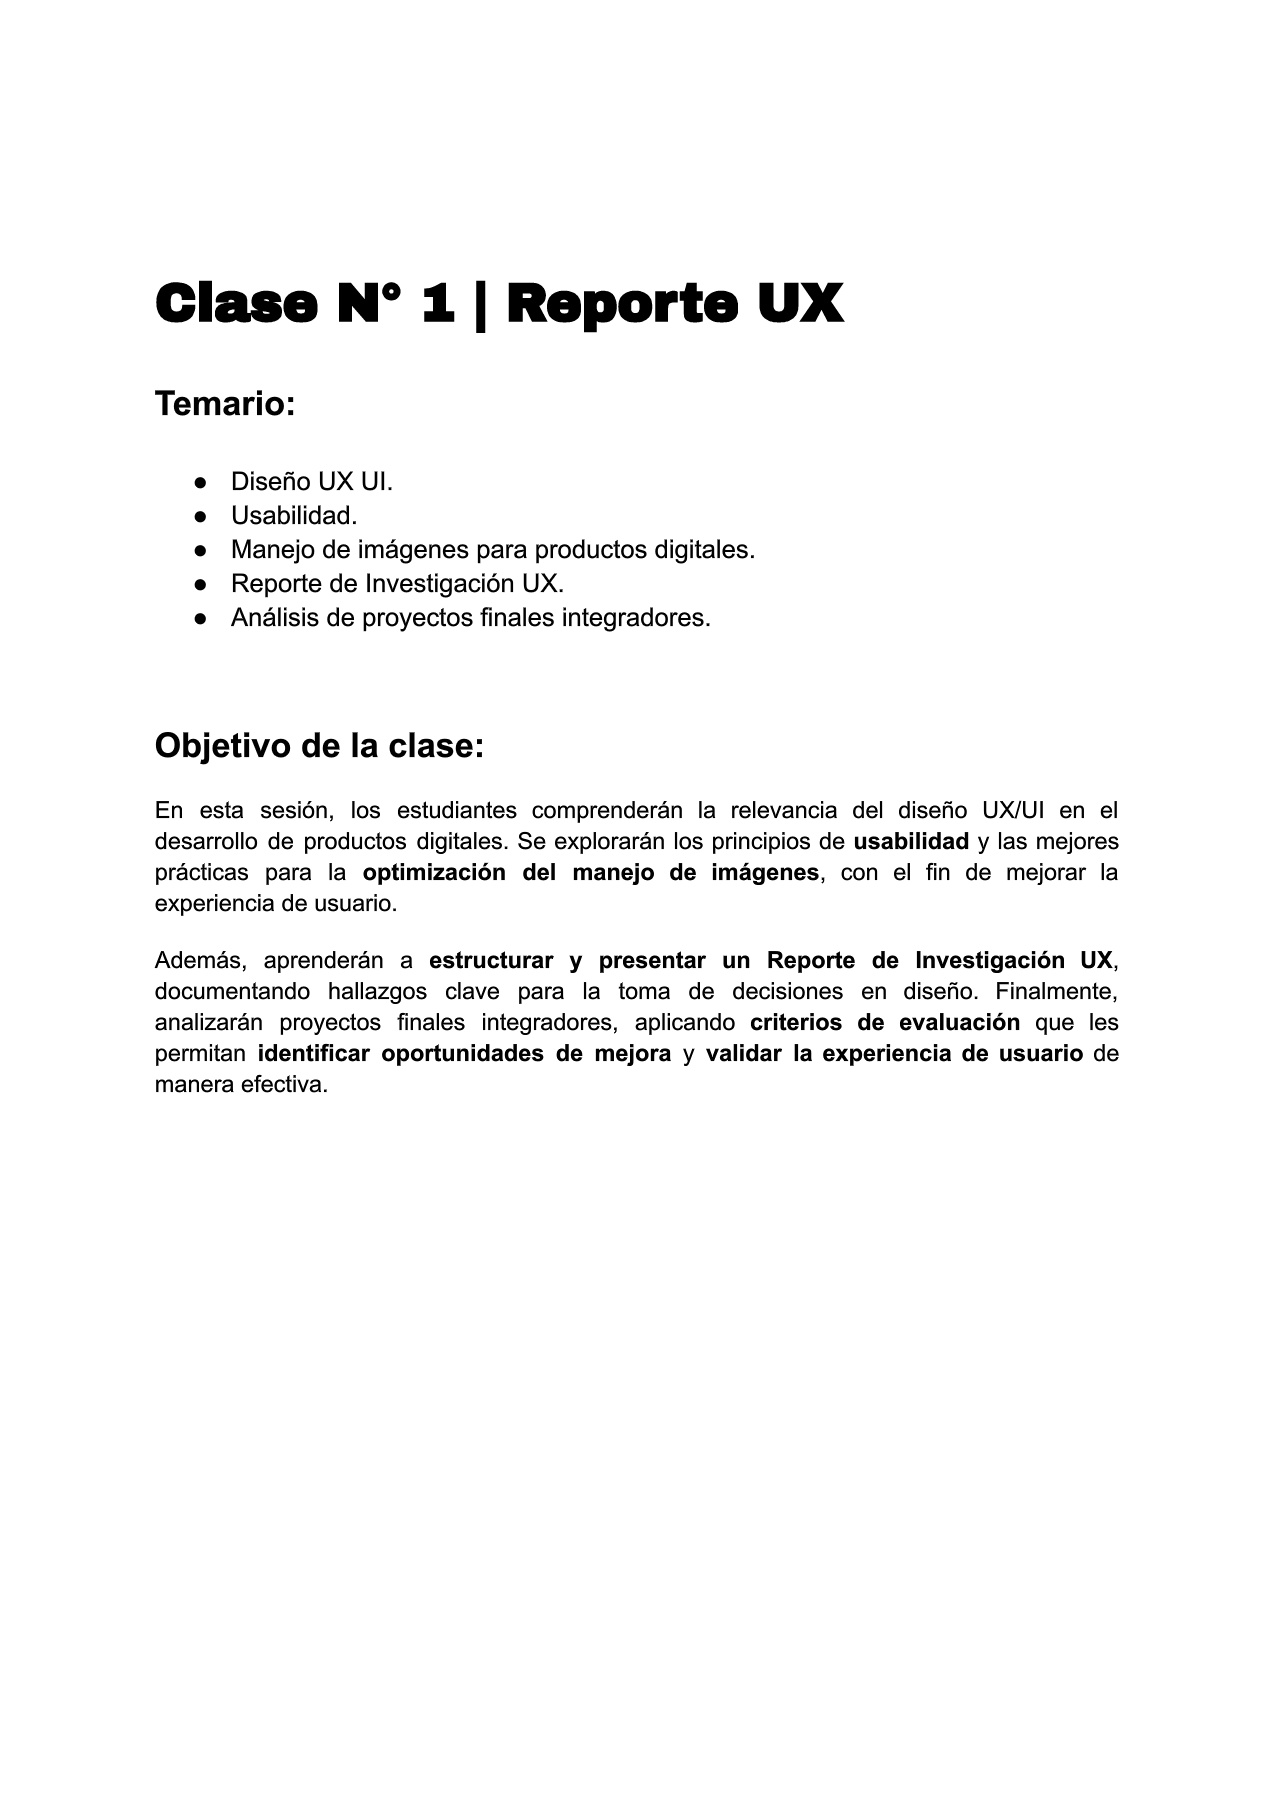 Clase N° 1 | Reporte UX
Temario:
● Diseño UX UI.
● Usabilidad.
● Manejo de imágenes para productos digitales.
● Reporte de Investigación UX.
● Análisis de proyectos finales integradores.
Objetivo de la clase:
En esta sesión, los estudiantes comprenderán la relevancia del diseño UX/UI en el
desarrollo de productos digitales. Se explorarán los principios de usabilidad y las mejores
prácticas para la optimización del manejo de imágenes, con el fin de mejorar la
experiencia de usuario.
Además, aprenderán a estructurar y presentar un Reporte de Investigación UX,
documentando hallazgos clave para la toma de decisiones en diseño. Finalmente,
analizarán proyectos finales integradores, aplicando criterios de evaluación que les
permitan identificar oportunidades de mejora y validar la experiencia de usuario de
manera efectiva.